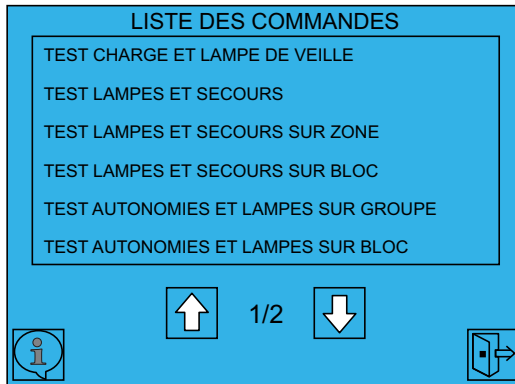 LISTE DES COMMANDES
TEST CHARGE ET LAMPE DE VEILLE
TEST LAMPES ET SECOURS
TEST LAMPES ET SECOURS SUR ZONE
TEST LAMPES ET SECOURS SUR BLOC
TEST AUTONOMIES ET LAMPES SUR GROUPE
TEST AUTONOMIES ET LAMPES SUR BLOC
1/2
i